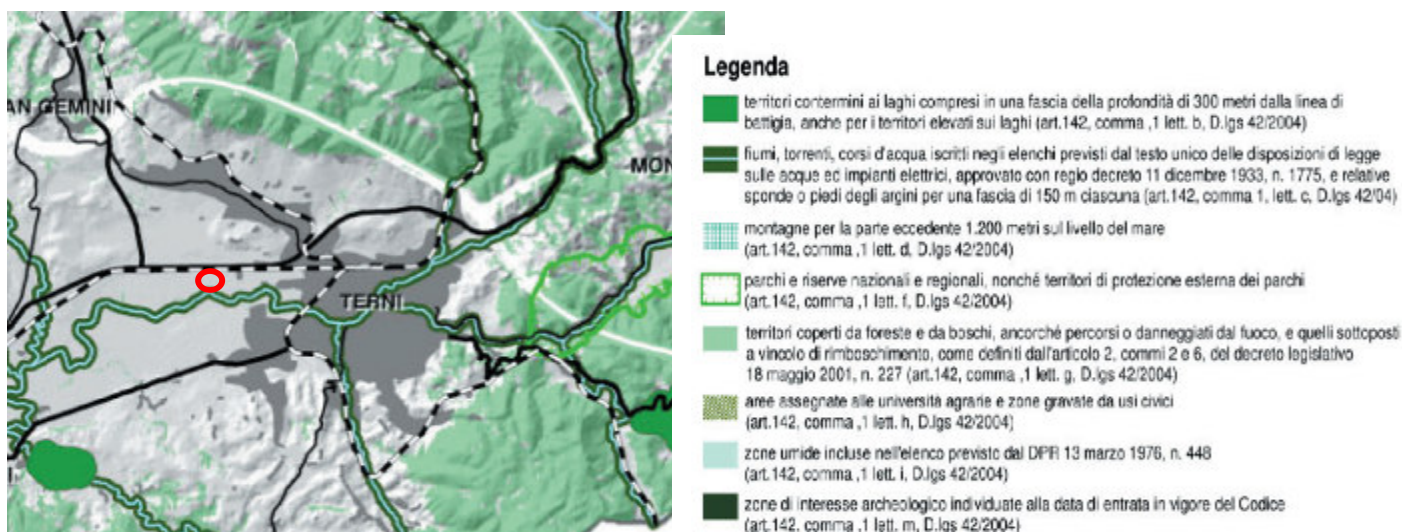 AN GEMINI
MON
TERNI
Legenda
territori contermini ai laghi compresi in una fascia della profondità di 300 metri dalla linea di
battigia, anche per i territori elevati sui laghi (art.142, comma ,1 lett. b, D.lgs 42/2004)
fiumi, torrenti, corsi d'acqua iscritti negli elenchi previsti dal testo unico delle disposizioni di legge
sulle acque ed impianti elettrici, approvato con regio decreto 11 dicembre 1933, n. 1775, e relative
sponde o piedi degli argini per una fascia di 150 m ciascuna (art.142, comma 1, lett. c, D.lgs 42/04)
montagne per la parte eccedente 1.200 metri sul livello del mare
(art.142, comma ,1 lett. d, D.lgs 42/2004)
parchi e riserve nazionali e regionali, nonché territori di protezione esterna dei parchi
(art.142, comma ,1 lett. f, D.lgs 42/2004)
territori coperti da foreste e da boschi, ancorché percorsi o danneggiati dal fuoco, e quelli sottoposti
a vincolo di rimboschimento, come definiti dall'articolo 2, commi 2 e 6, del decreto legislativo
18 maggio 2001, n. 227 (art.142, comma ,1 lett. g, D.lgs 42/2004)
aree assegnate alle università agrarie e zone gravate da usi civici
(art.142, comma ,1 lett. h, D.lgs 42/2004)
zone umide incluse nell'elenco previsto dal DPR 13 marzo 1976, n. 448
(art.142, comma ,1 lett. i, D.lgs 42/2004)
zone di interesse archeologico individuate alla data di entrata in vigore del Codice
(art.142, comma ,1 lett. m, D.lgs 42/2004)